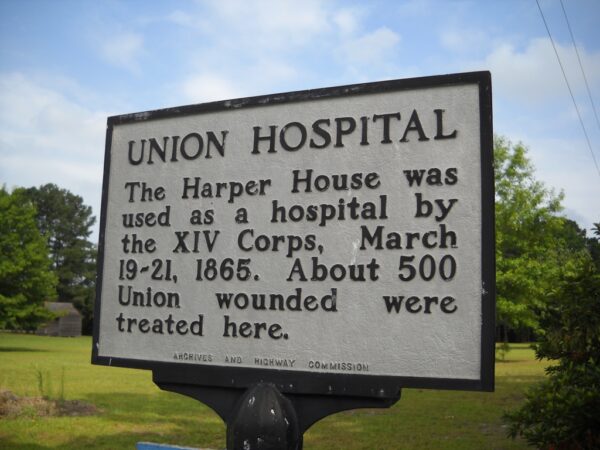 UNION HOSPITAL
The Harper House was
used as a hospital by
the XIV Corps, March
19-21, 1865. About 500
Union wounded were
treated here.
ARCHIVES AND HIGHWAY COMMISSION